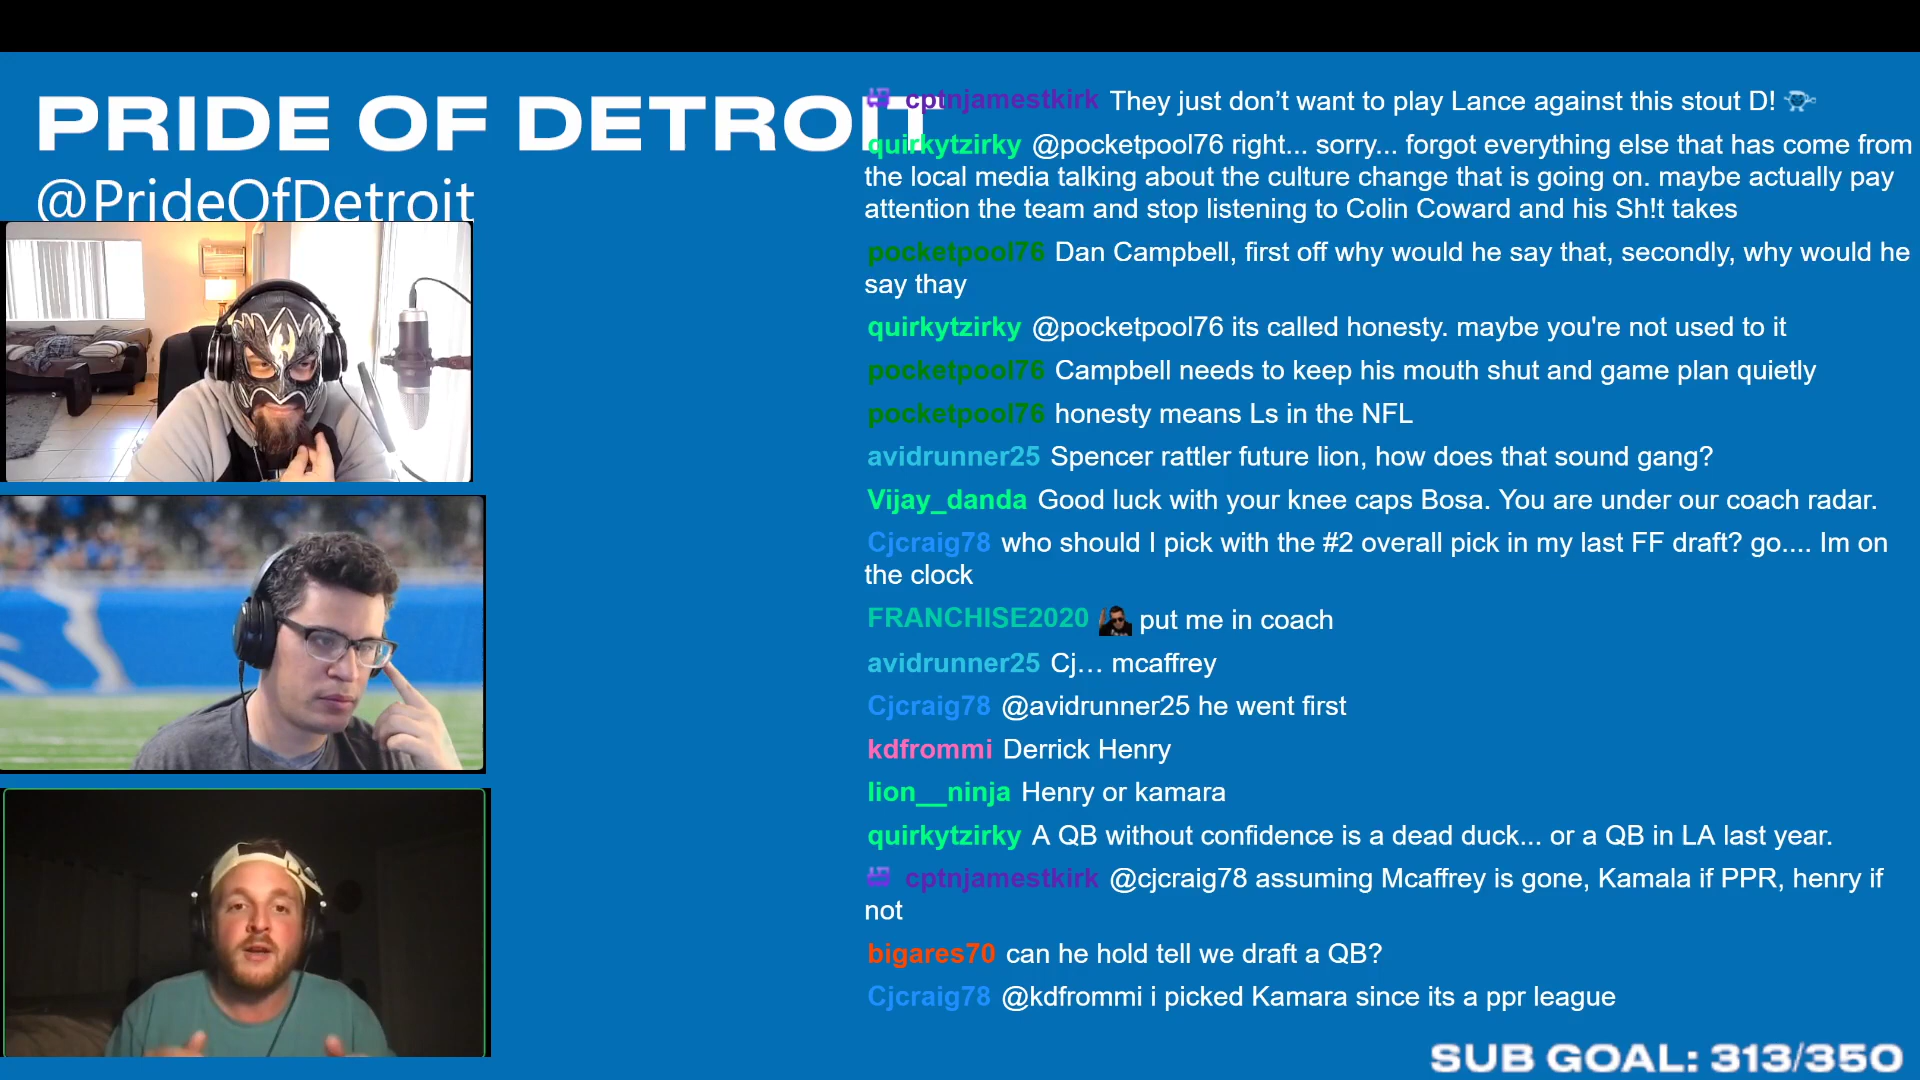 PRIDE OF DETROIT
@PrideOfDetroit
cptnjamestkirk They just don’t want to play Lance against this stout D!
quirkytzirky @pocketpool76 right... sorry... forgot everything else that has come from
the local media talking about the culture change that is going on. maybe actually pay
attention the team and stop listening to Colin Coward and his Sh!t takes
pocketpool76 Dan Campbell, first off why would he say that, secondly, why would he
say thay
quirkytzirky @pocketpool76 its called honesty. maybe you're not used to it
pocketpool76 Campbell needs to keep his mouth shut and game plan quietly
pocketpool76 honesty means Ls in the NFL
avidrunner25 Spencer rattler future lion, how does that sound gang?
Vijay_danda Good luck with your knee caps Bosa. You are under our coach radar.
Cjcraig78 who should I pick with the #2 overall pick in my last FF draft? go.... Im on
the clock
FRANCHISE2020 put me in coach
avidrunner25 Cj… mcaffrey
Cjcraig78 @avidrunner25 he went first
kdfrommi Derrick Henry
lion__ninja Henry or kamara
quirkytzirky A QB without confidence is a dead duck... or a QB in LA last year.
cptnjamestkirk @cjcraig78 assuming Mcaffrey is gone, Kamala if PPR, henry if
not
bigares70 can he hold tell we draft a QB?
Cjcraig78 @kdfrommi i picked Kamara since its a ppr league
SUB GOAL: 313/350